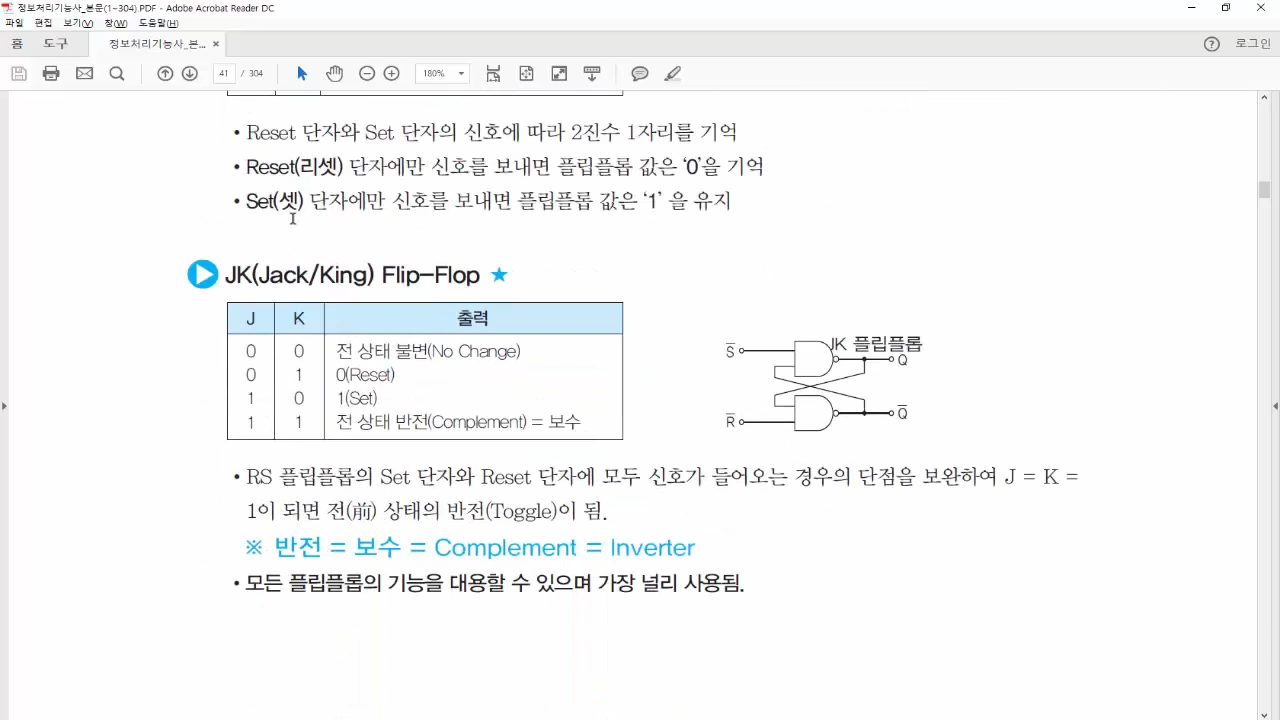 정보처리기능사_본문(1~304).PDF - Adobe Acrobat Reader DC
파일 편집 보기(V) 창(W) 도움말(H)
홈 도구 정보처리기능사_본... × ? 로그인
41 / 304 180%
• Reset 단자와 Set 단자의 신호에 따라 2진수 1자리를 기억
• Reset(리셋) 단자에만 신호를 보내면 플립플롭 값은 ‘0’을 기억
• Set(셋) 단자에만 신호를 보내면 플립플롭 값은 ‘1’ 을 유지
JK(Jack/King) Flip-Flop ★
J K 출력
0 0 전 상태 불변(No Change)
0 1 0(Reset)
1 0 1(Set)
1 1 전 상태 반전(Complement) = 보수
JK 플립플롭
S̅ Q
R̅ Q̅
• RS 플립플롭의 Set 단자와 Reset 단자에 모두 신호가 들어오는 경우의 단점을 보완하여 J = K =
1이 되면 전(前) 상태의 반전(Toggle)이 됨.
※ 반전 = 보수 = Complement = Inverter
• 모든 플립플롭의 기능을 대용할 수 있으며 가장 널리 사용됨.